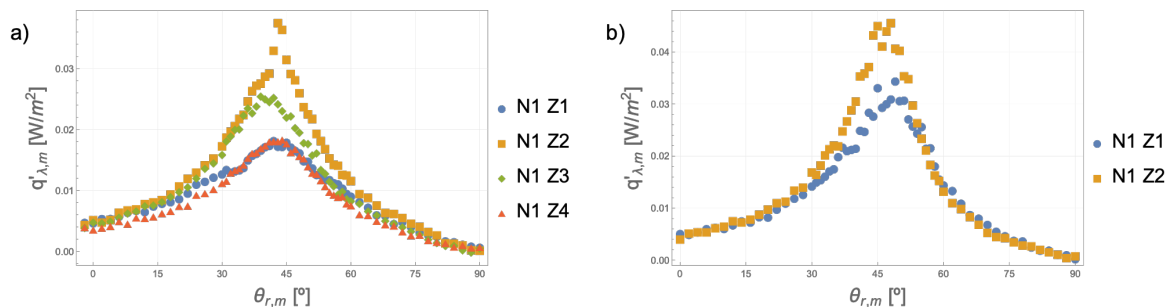 a)
q'λ,m [W/m²]
0.03
0.02
0.01
0.00
0 15 30 45 60 75 90
θr,m [º]
N1 Z1
N1 Z2
N1 Z3
N1 Z4
b)
q'λ,m [W/m²]
0.04
0.03
0.02
0.01
0.00
0 15 30 45 60 75 90
θr,m [º]
N1 Z1
N1 Z2